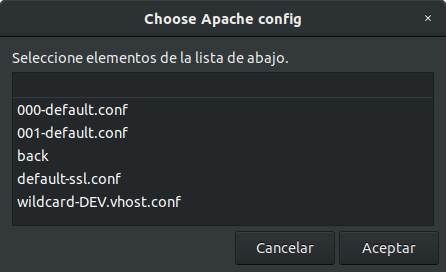 Choose Apache config
×
Seleccione elementos de la lista de abajo.
000-default.conf
001-default.conf
back
default-ssl.conf
wildcard-DEV.vhost.conf
Cancelar
Aceptar